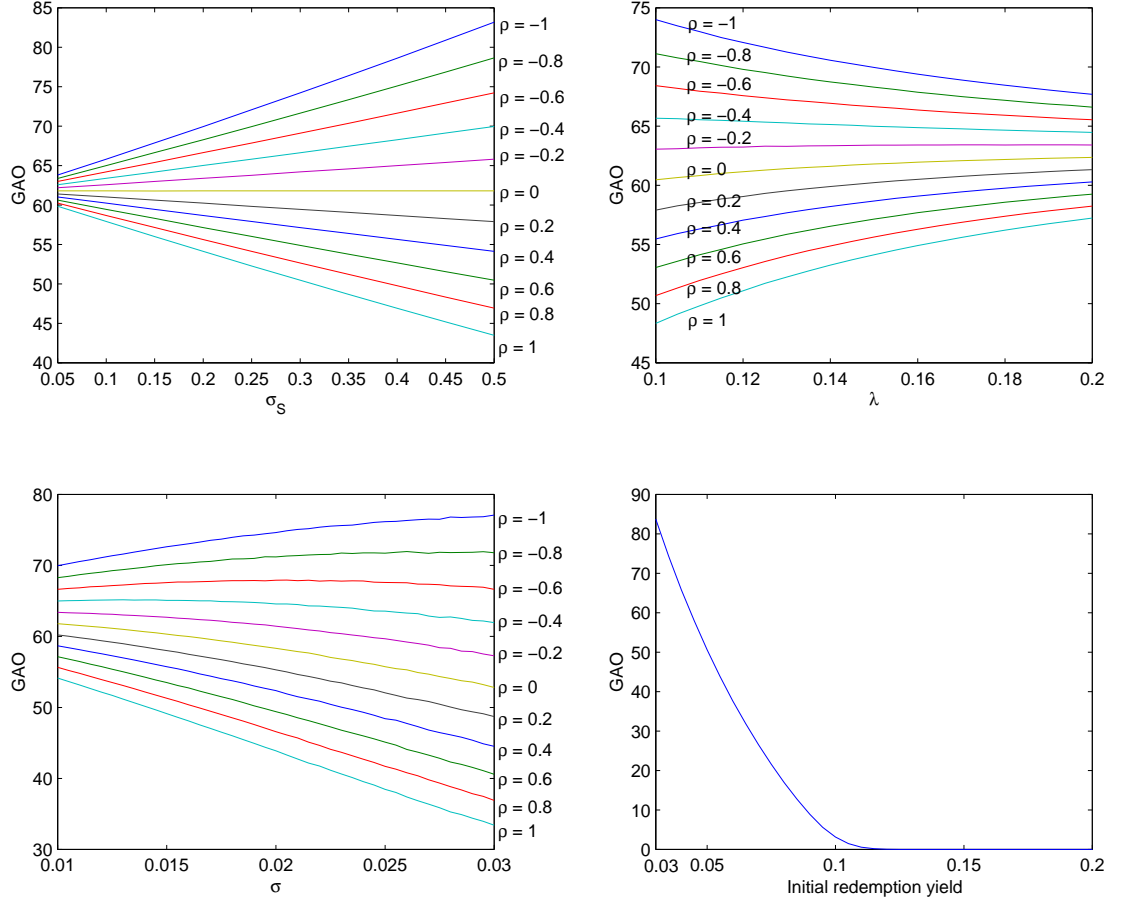 85
80
75
70
65
60
55
50
45
40
GAO
0.05 0.1 0.15 0.2 0.25 0.3 0.35 0.4 0.45 0.5
σ_S
ρ = −1
ρ = −0.8
ρ = −0.6
ρ = −0.4
ρ = −0.2
ρ = 0
ρ = 0.2
ρ = 0.4
ρ = 0.6
ρ = 0.8
ρ = 1
75
70
65
60
55
50
45
GAO
0.1 0.12 0.14 0.16 0.18 0.2
λ
ρ = −1
ρ = −0.8
ρ = −0.6
ρ = −0.4
ρ = −0.2
ρ = 0
ρ = 0.2
ρ = 0.4
ρ = 0.6
ρ = 0.8
ρ = 1
80
70
60
50
40
30
GAO
0.01 0.015 0.02 0.025 0.03
σ
ρ = −1
ρ = −0.8
ρ = −0.6
ρ = −0.4
ρ = −0.2
ρ = 0
ρ = 0.2
ρ = 0.4
ρ = 0.6
ρ = 0.8
ρ = 1
90
80
70
60
50
40
30
20
10
0
GAO
0.03 0.05 0.1 0.15 0.2
Initial redemption yield